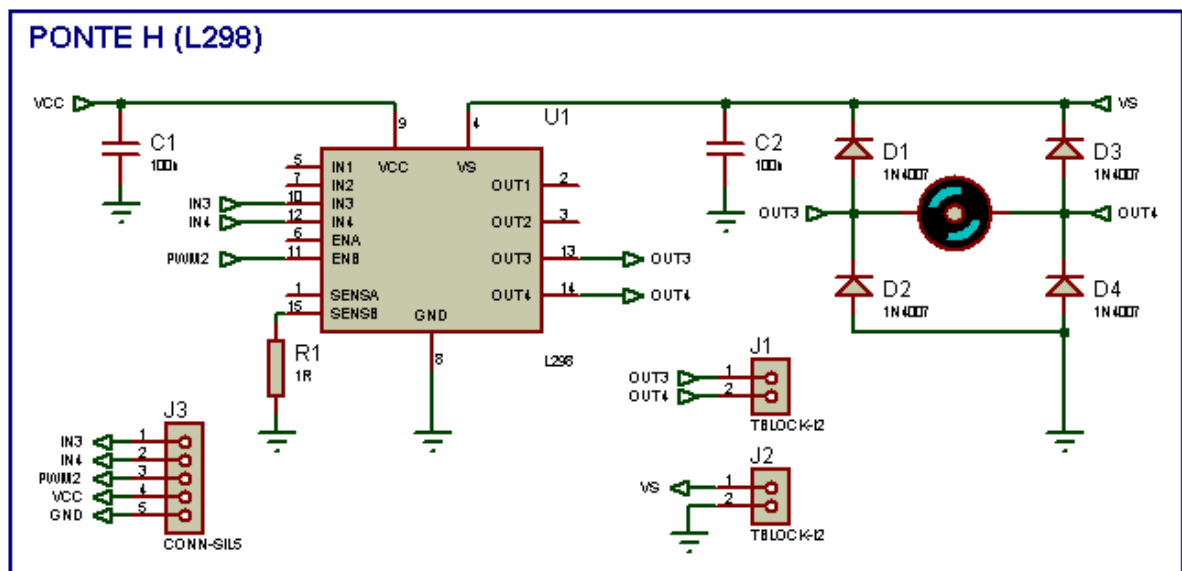 PONTE H (L298)
VCC
C1
100n
9
4
U1
C2
100n
VS
D1
1N4007
D3
1N4007
VCC
VS
5
IN1
7
IN2
IN3
10
IN3
IN4
12
IN4
6
ENA
PWM2
11
ENB
1
SENSA
15
SENSB
GND
8
OUT1
2
OUT2
3
OUT3
13
OUT3
OUT4
14
OUT4
L298
OUT3
OUT4
D2
1N4007
D4
1N4007
R1
1R
J1
OUT3
1
OUT4
2
TBLOCK-I2
J2
VS
1
2
TBLOCK-I2
J3
IN3
1
IN4
2
PWM2
3
VCC
4
GND
5
CONN-SIL5